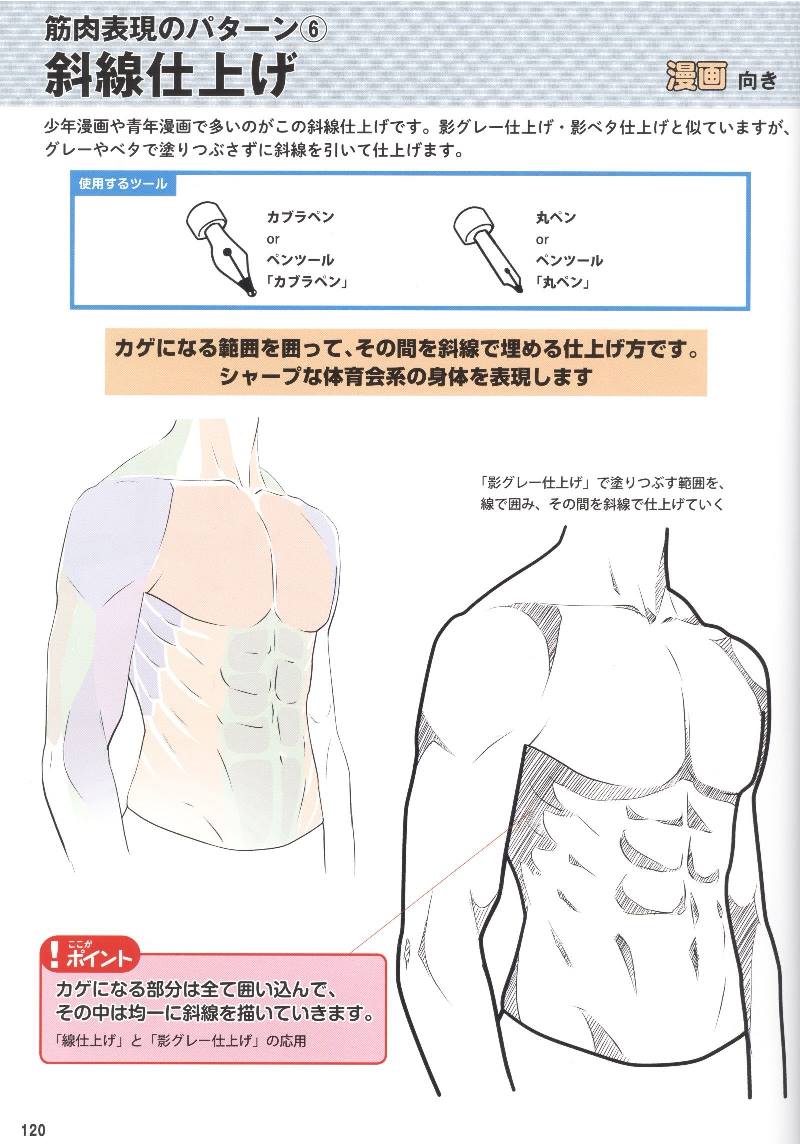 筋肉表現のパターン⑥
斜線仕上げ
漫画 向き
少年漫画や青年漫画で多いのがこの斜線仕上げです。影グレー仕上げ・影ベタ仕上げと似ていますが、
グレーやベタで塗りつぶさずに斜線を引いて仕上げます。
使用するツール
カブラペン
or
ペンツール
「カブラペン」
丸ペン
or
ペンツール
「丸ペン」
カゲになる範囲を囲って、その間を斜線で埋める仕上げ方です。
シャープな体育会系の身体を表現します
「影グレー仕上げ」で塗りつぶす範囲を、
線で囲み、その間を斜線で仕上げていく
ここが
! ポイント
カゲになる部分は全て囲い込んで、
その中は均一に斜線を描いていきます。
「線仕上げ」と「影グレー仕上げ」の応用
120